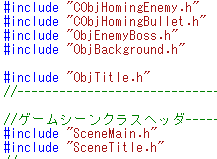 #include "CObjHomingEnemy.h"
#include "CObjHomingBullet.h"
#include "ObjEnemyBoss.h"
#include "ObjBackground.h"
#include "ObjTitle.h"
//------------------------------
//ゲームシーンクラスヘッダ-----
#include "SceneMain.h"
#include "SceneTitle.h"